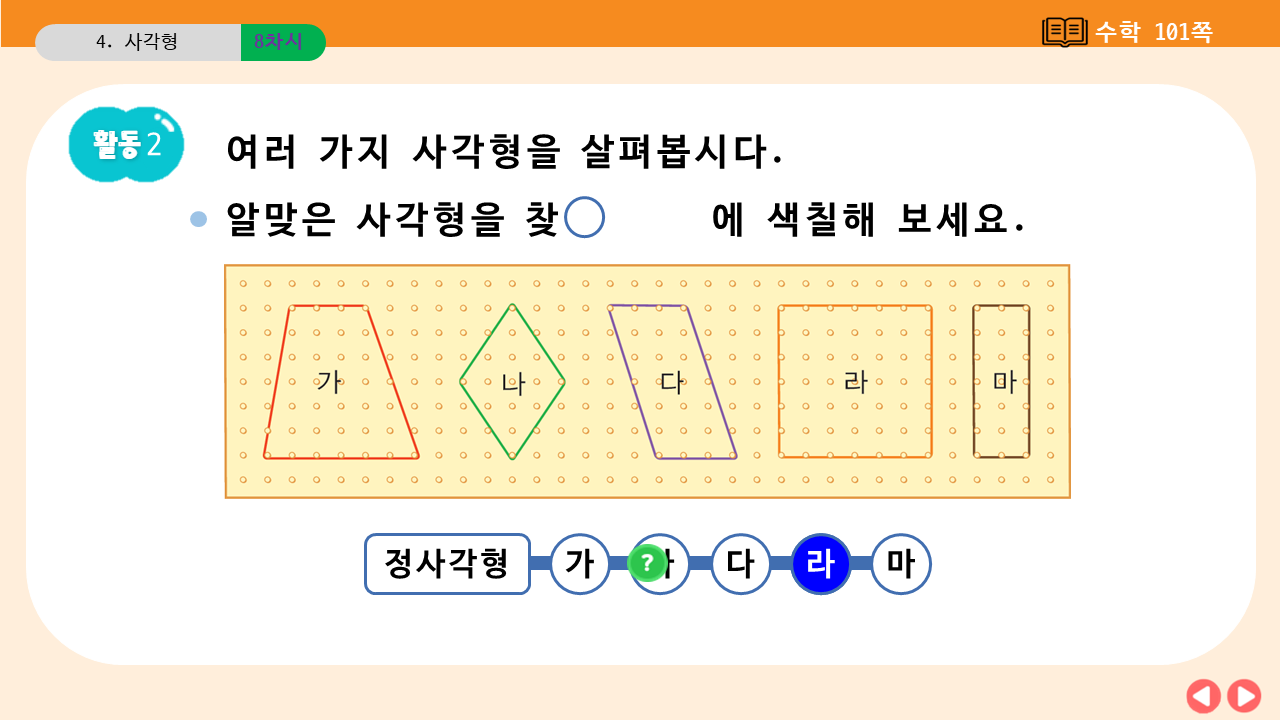 4. 사각형 8차시
수학 101쪽
활동 2
여러 가지 사각형을 살펴봅시다.
알맞은 사각형을 찾 에 색칠해 보세요.
가 나 다 라 마
정사각형 가 ? 다 라 마